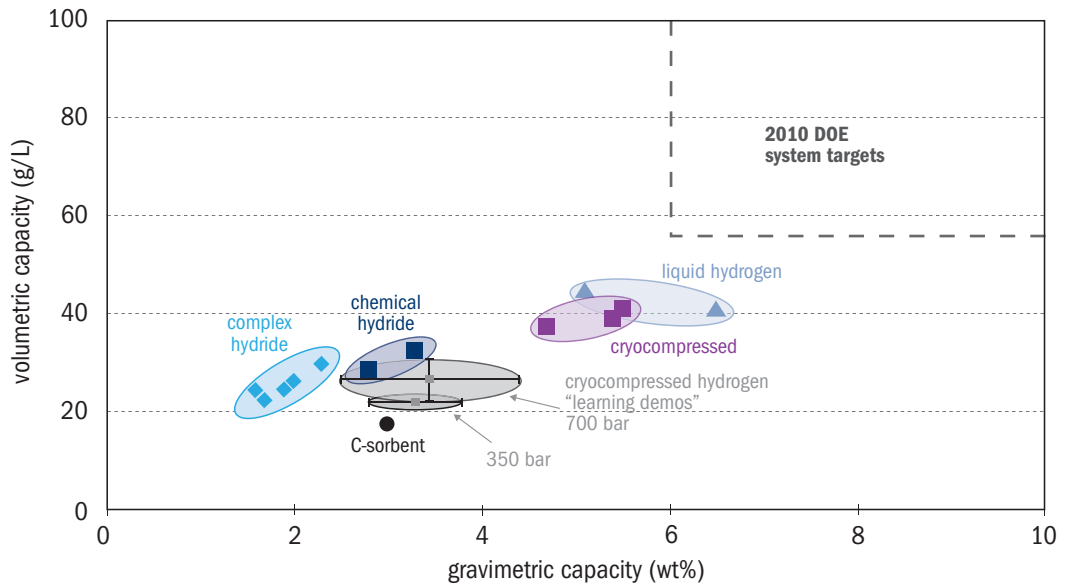 100
80
60
40
20
0
volumetric capacity (g/L)
2010 DOE
system targets
liquid hydrogen
chemical
hydride
complex
hydride
cryocompressed
cryocompressed hydrogen
“learning demos”
700 bar
C-sorbent
350 bar
0 2 4 6 8 10
gravimetric capacity (wt%)